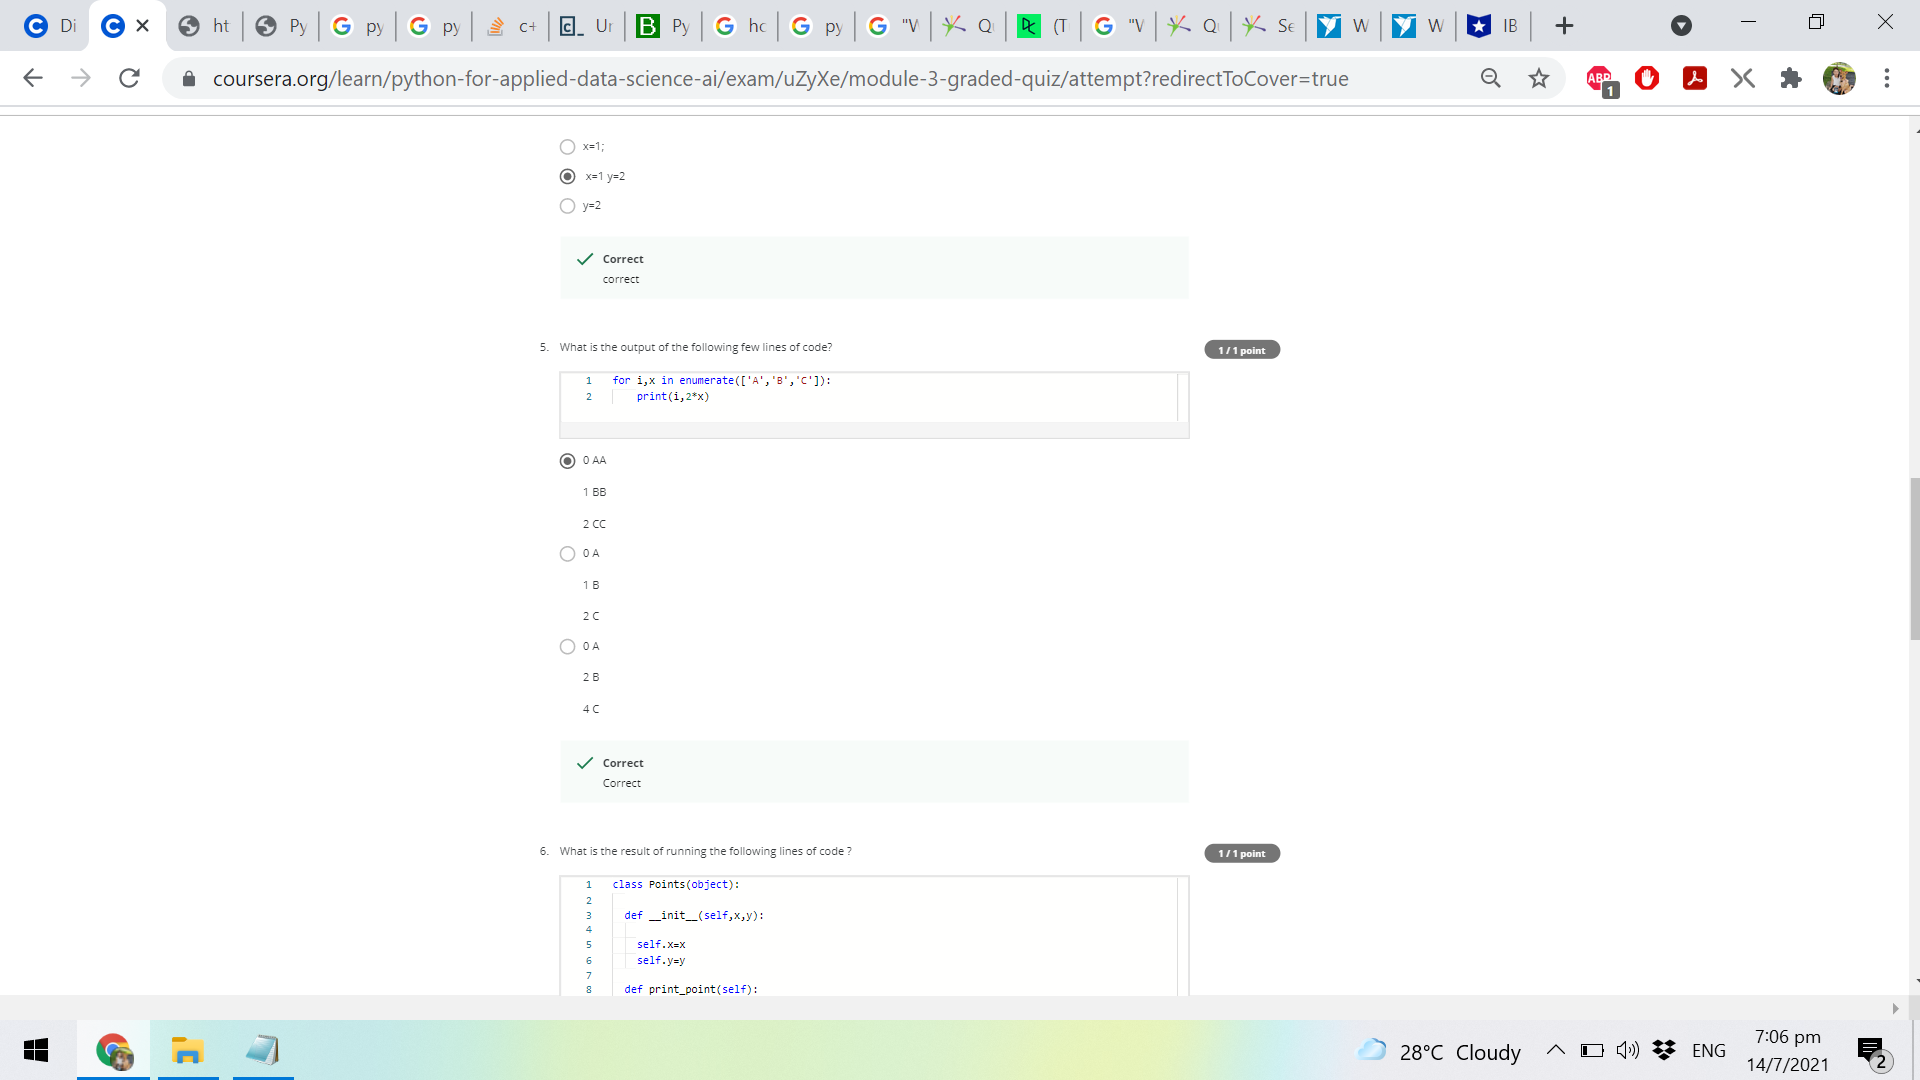 Di
ht
Py
py
py
c+
Ur
Py
hc
py
"W
Q
(T
"W
Q
Se
W
W
IB
coursera.org/learn/python-for-applied-data-science-ai/exam/uZyXe/module-3-graded-quiz/attempt?redirectToCover=true
ABP
1
x=1;
x=1 y=2
y=2
Correct
correct
5. What is the output of the following few lines of code?
1 / 1 point
1 for i,x in enumerate(['A','B','C']):
2 print(i,2*x)
0 AA
1 BB
2 CC
0 A
1 B
2 C
0 A
2 B
4 C
Correct
Correct
6. What is the result of running the following lines of code ?
1 / 1 point
1 class Points(object):
2
3 def __init__(self,x,y):
4
5 self.x=x
6 self.y=y
7
8 def print_point(self):
28°C Cloudy
ENG
7:06 pm
14/7/2021
2